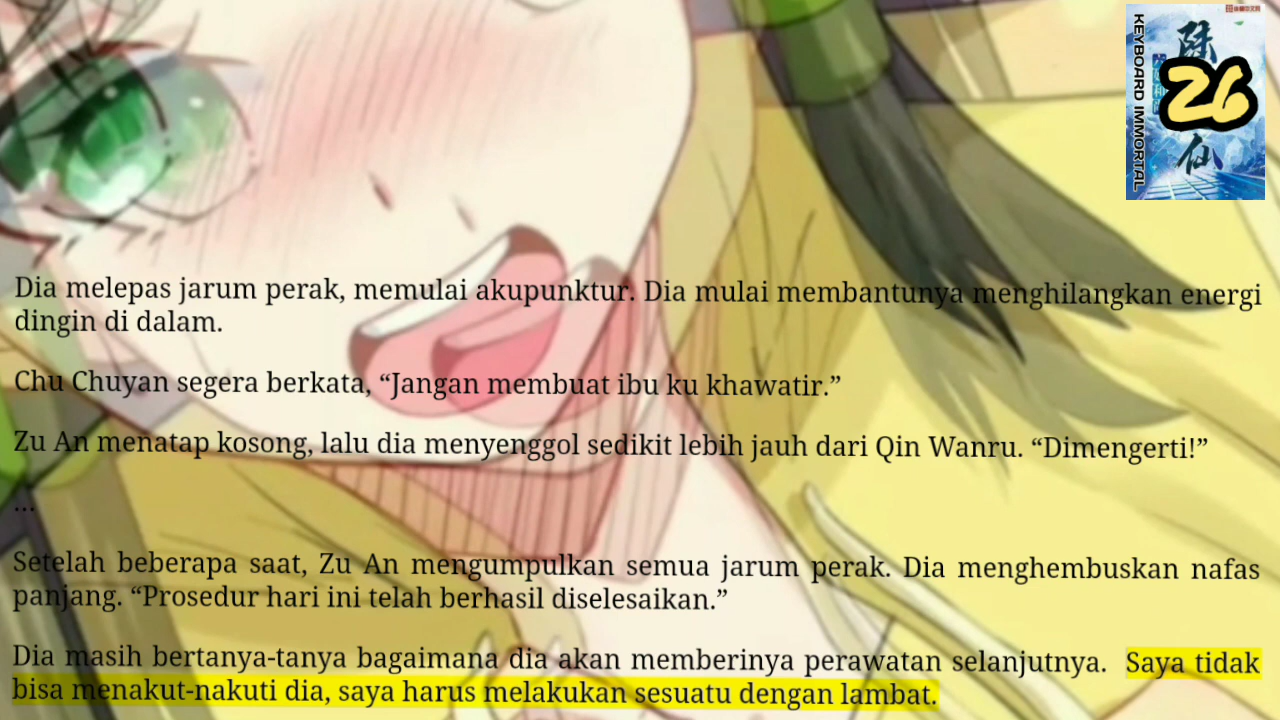 陆
26
仙
KEYBOARD IMMORTAL
Dia melepas jarum perak, memulai akupunktur. Dia mulai membantunya menghilangkan energi
dingin di dalam.
Chu Chuyan segera berkata, “Jangan membuat ibu ku khawatir.”
Zu An menatap kosong, lalu dia menyenggol sedikit lebih jauh dari Qin Wanru. “Dimengerti!”
...
Setelah beberapa saat, Zu An mengumpulkan semua jarum perak. Dia menghembuskan nafas
panjang. “Prosedur hari ini telah berhasil diselesaikan.”
Dia masih bertanya-tanya bagaimana dia akan memberinya perawatan selanjutnya. Saya tidak
bisa menakut-nakuti dia, saya harus melakukan sesuatu dengan lambat.